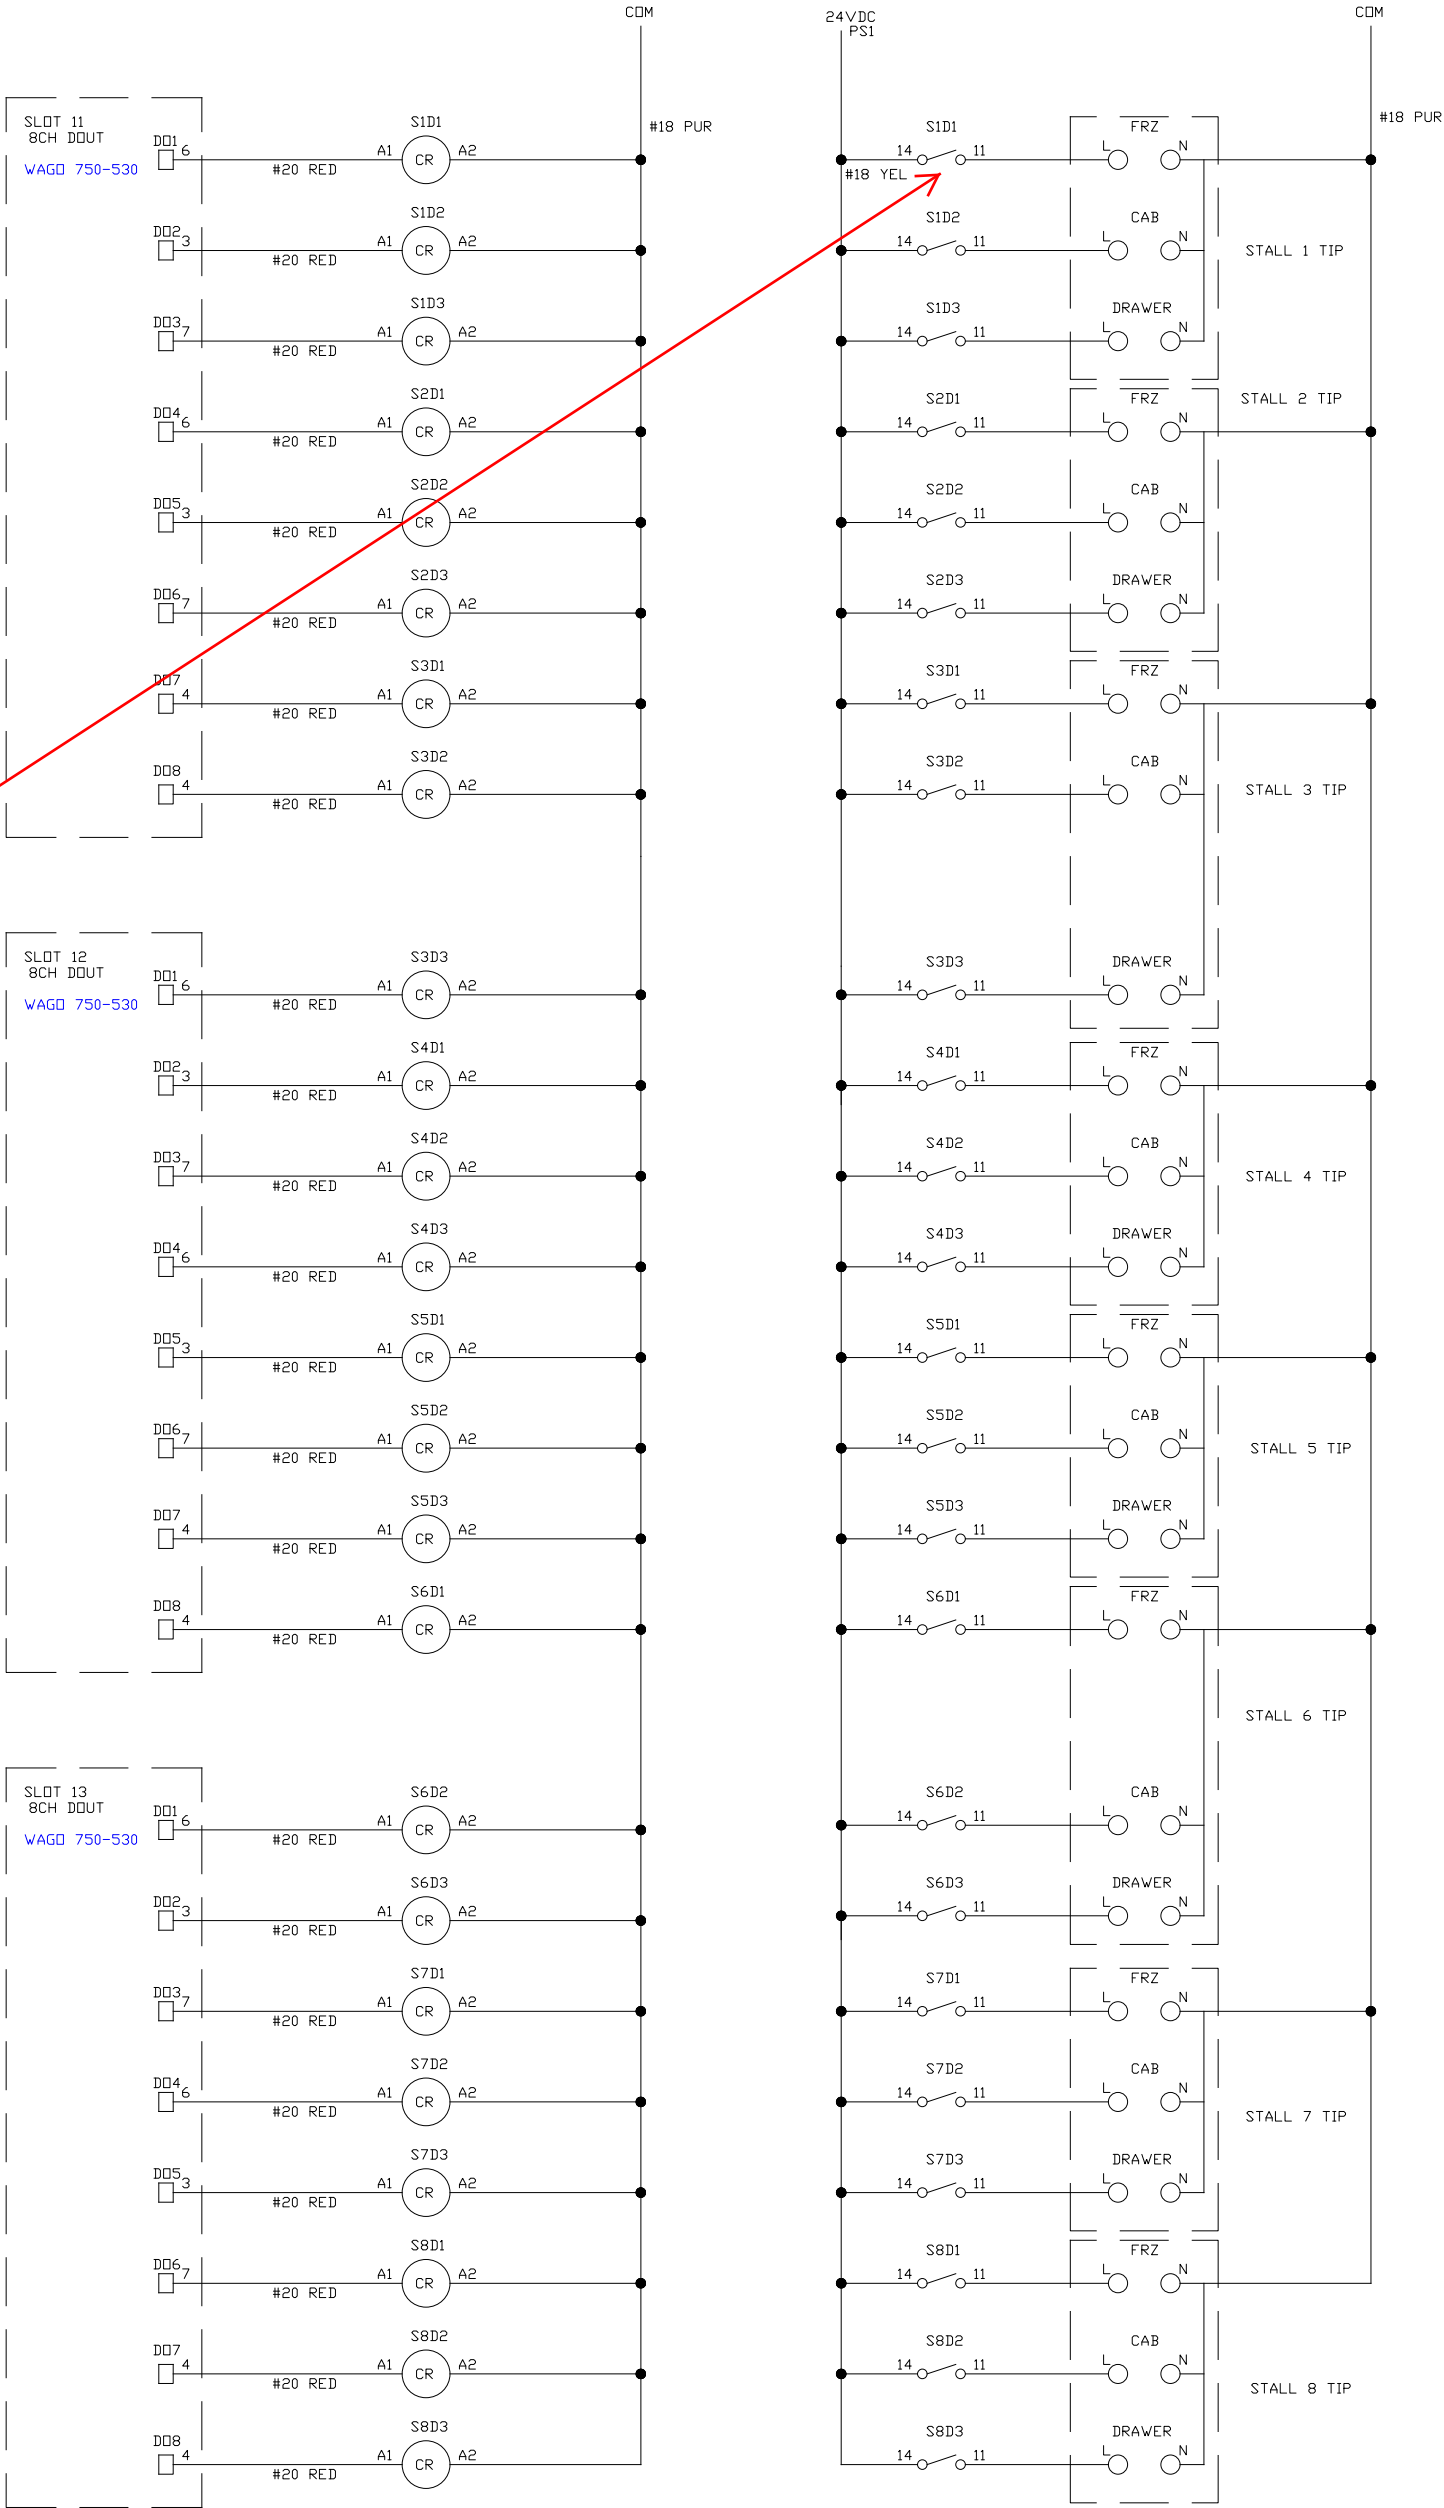 COM
24VDC
PS1
COM
SLOT 11
8CH DOUT
WAGO 750-530
#18 PUR
#18 PUR
DO1 6 #20 RED A1 S1D1 CR A2
S1D1 14 11 FRZ L N
#18 YEL
DO2 3 #20 RED A1 S1D2 CR A2
S1D2 14 11 CAB L N
STALL 1 TIP
DO3 7 #20 RED A1 S1D3 CR A2
S1D3 14 11 DRAWER L N
DO4 6 #20 RED A1 S2D1 CR A2
S2D1 14 11 FRZ L N
STALL 2 TIP
DO5 3 #20 RED A1 S2D2 CR A2
S2D2 14 11 CAB L N
DO6 7 #20 RED A1 S2D3 CR A2
S2D3 14 11 DRAWER L N
DO7 4 #20 RED A1 S3D1 CR A2
S3D1 14 11 FRZ L N
DO8 4 #20 RED A1 S3D2 CR A2
S3D2 14 11 CAB L N
STALL 3 TIP
SLOT 12
8CH DOUT
WAGO 750-530
DO1 6 #20 RED A1 S3D3 CR A2
S3D3 14 11 DRAWER L N
DO2 3 #20 RED A1 S4D1 CR A2
S4D1 14 11 FRZ L N
DO3 7 #20 RED A1 S4D2 CR A2
S4D2 14 11 CAB L N
STALL 4 TIP
DO4 6 #20 RED A1 S4D3 CR A2
S4D3 14 11 DRAWER L N
DO5 3 #20 RED A1 S5D1 CR A2
S5D1 14 11 FRZ L N
DO6 7 #20 RED A1 S5D2 CR A2
S5D2 14 11 CAB L N
STALL 5 TIP
DO7 4 #20 RED A1 S5D3 CR A2
S5D3 14 11 DRAWER L N
DO8 4 #20 RED A1 S6D1 CR A2
S6D1 14 11 FRZ L N
STALL 6 TIP
SLOT 13
8CH DOUT
WAGO 750-530
DO1 6 #20 RED A1 S6D2 CR A2
S6D2 14 11 CAB L N
DO2 3 #20 RED A1 S6D3 CR A2
S6D3 14 11 DRAWER L N
DO3 7 #20 RED A1 S7D1 CR A2
S7D1 14 11 FRZ L N
DO4 6 #20 RED A1 S7D2 CR A2
S7D2 14 11 CAB L N
STALL 7 TIP
DO5 3 #20 RED A1 S7D3 CR A2
S7D3 14 11 DRAWER L N
DO6 7 #20 RED A1 S8D1 CR A2
S8D1 14 11 FRZ L N
DO7 4 #20 RED A1 S8D2 CR A2
S8D2 14 11 CAB L N
STALL 8 TIP
DO8 4 #20 RED A1 S8D3 CR A2
S8D3 14 11 DRAWER L N